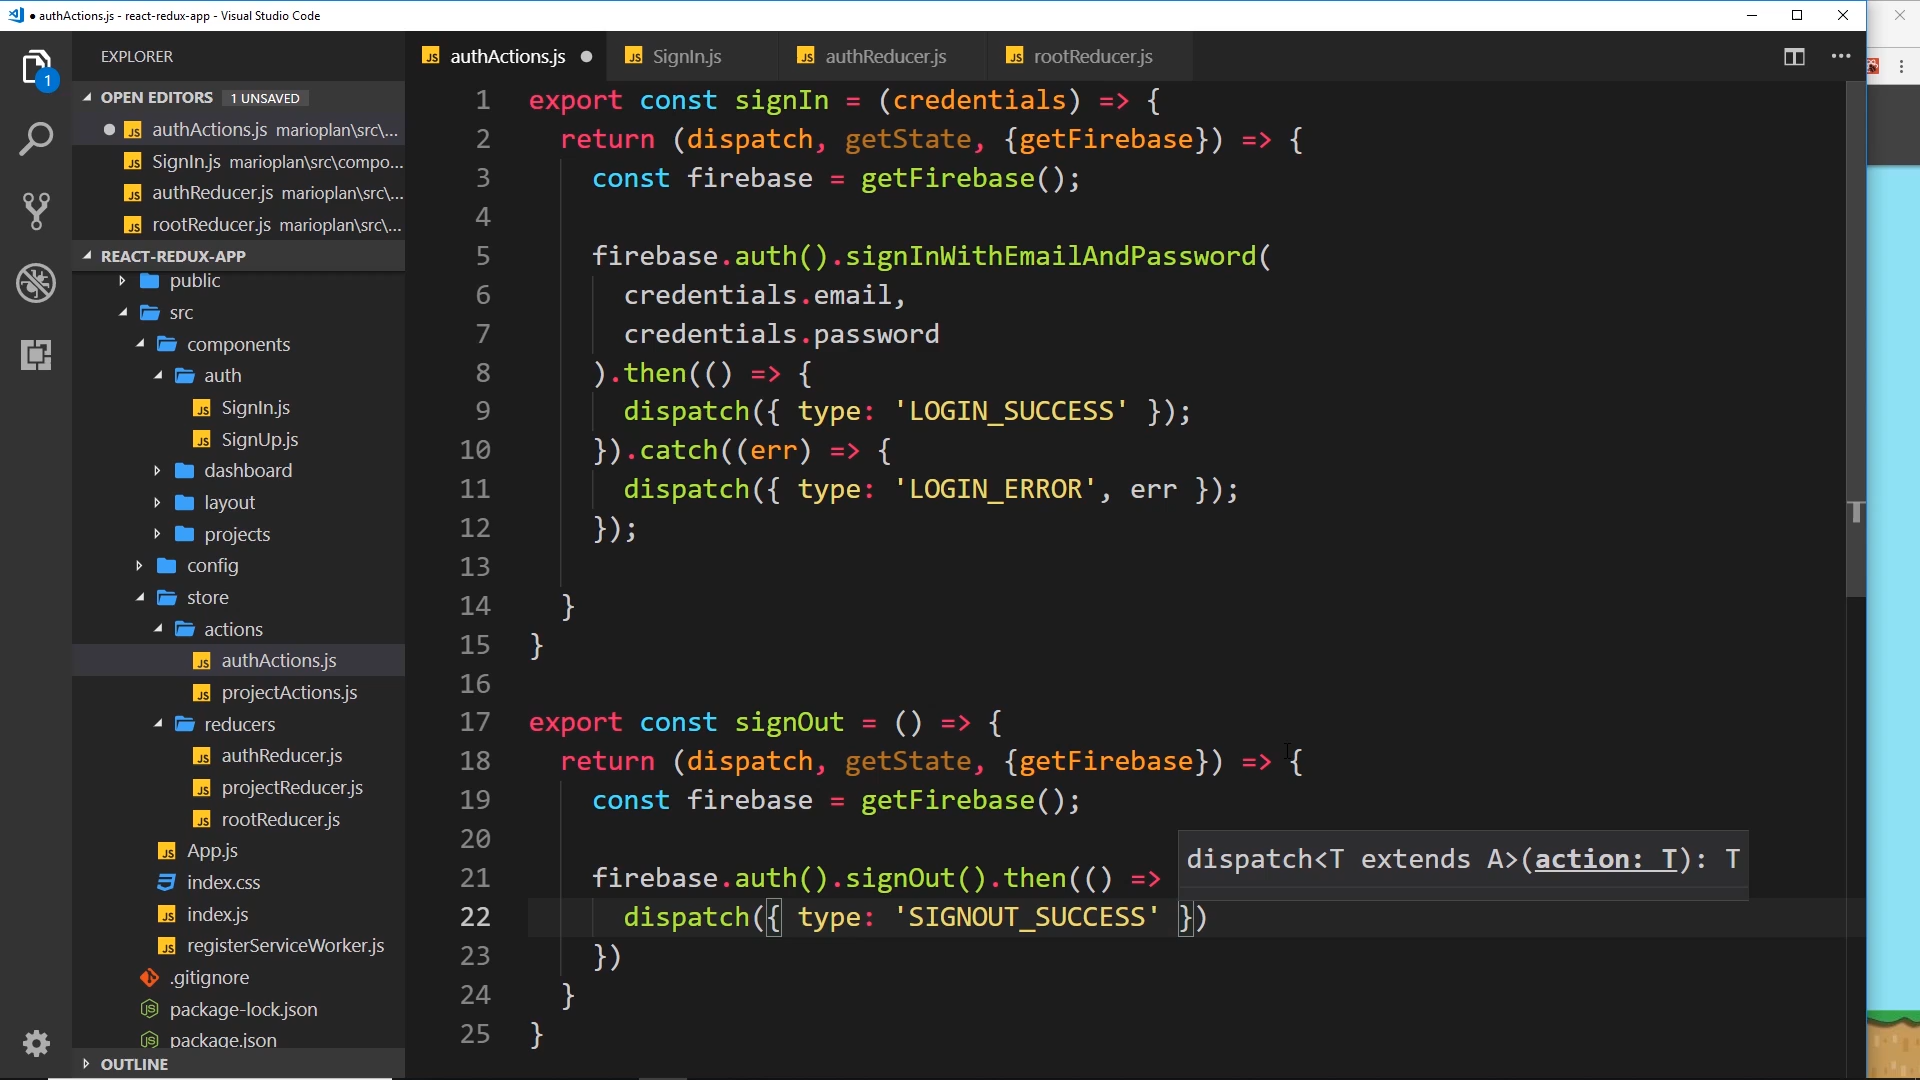 ● authActions.js - react-redux-app - Visual Studio Code
EXPLORER
OPEN EDITORS 1 UNSAVED
authActions.js marioplan\src\...
SignIn.js marioplan\src\compo...
authReducer.js marioplan\src\...
rootReducer.js marioplan\src\...
REACT-REDUX-APP
public
src
components
auth
SignIn.js
SignUp.js
dashboard
layout
projects
config
store
actions
authActions.js
projectActions.js
reducers
authReducer.js
projectReducer.js
rootReducer.js
App.js
index.css
index.js
registerServiceWorker.js
.gitignore
package-lock.json
package.json
OUTLINE
1
authActions.js
SignIn.js
authReducer.js
rootReducer.js
1 export const signIn = (credentials) => {
2 return (dispatch, getState, {getFirebase}) => {
3 const firebase = getFirebase();
4
5 firebase.auth().signInWithEmailAndPassword(
6 credentials.email,
7 credentials.password
8 ).then(() => {
9 dispatch({ type: 'LOGIN_SUCCESS' });
10 }).catch((err) => {
11 dispatch({ type: 'LOGIN_ERROR', err });
12 });
13
14 }
15 }
16
17 export const signOut = () => {
18 return (dispatch, getState, {getFirebase}) => {
19 const firebase = getFirebase();
20
dispatch<T extends A>(action: T): T
21 firebase.auth().signOut().then(() =>
22 dispatch({ type: 'SIGNOUT_SUCCESS' })
23 })
24 }
25 }